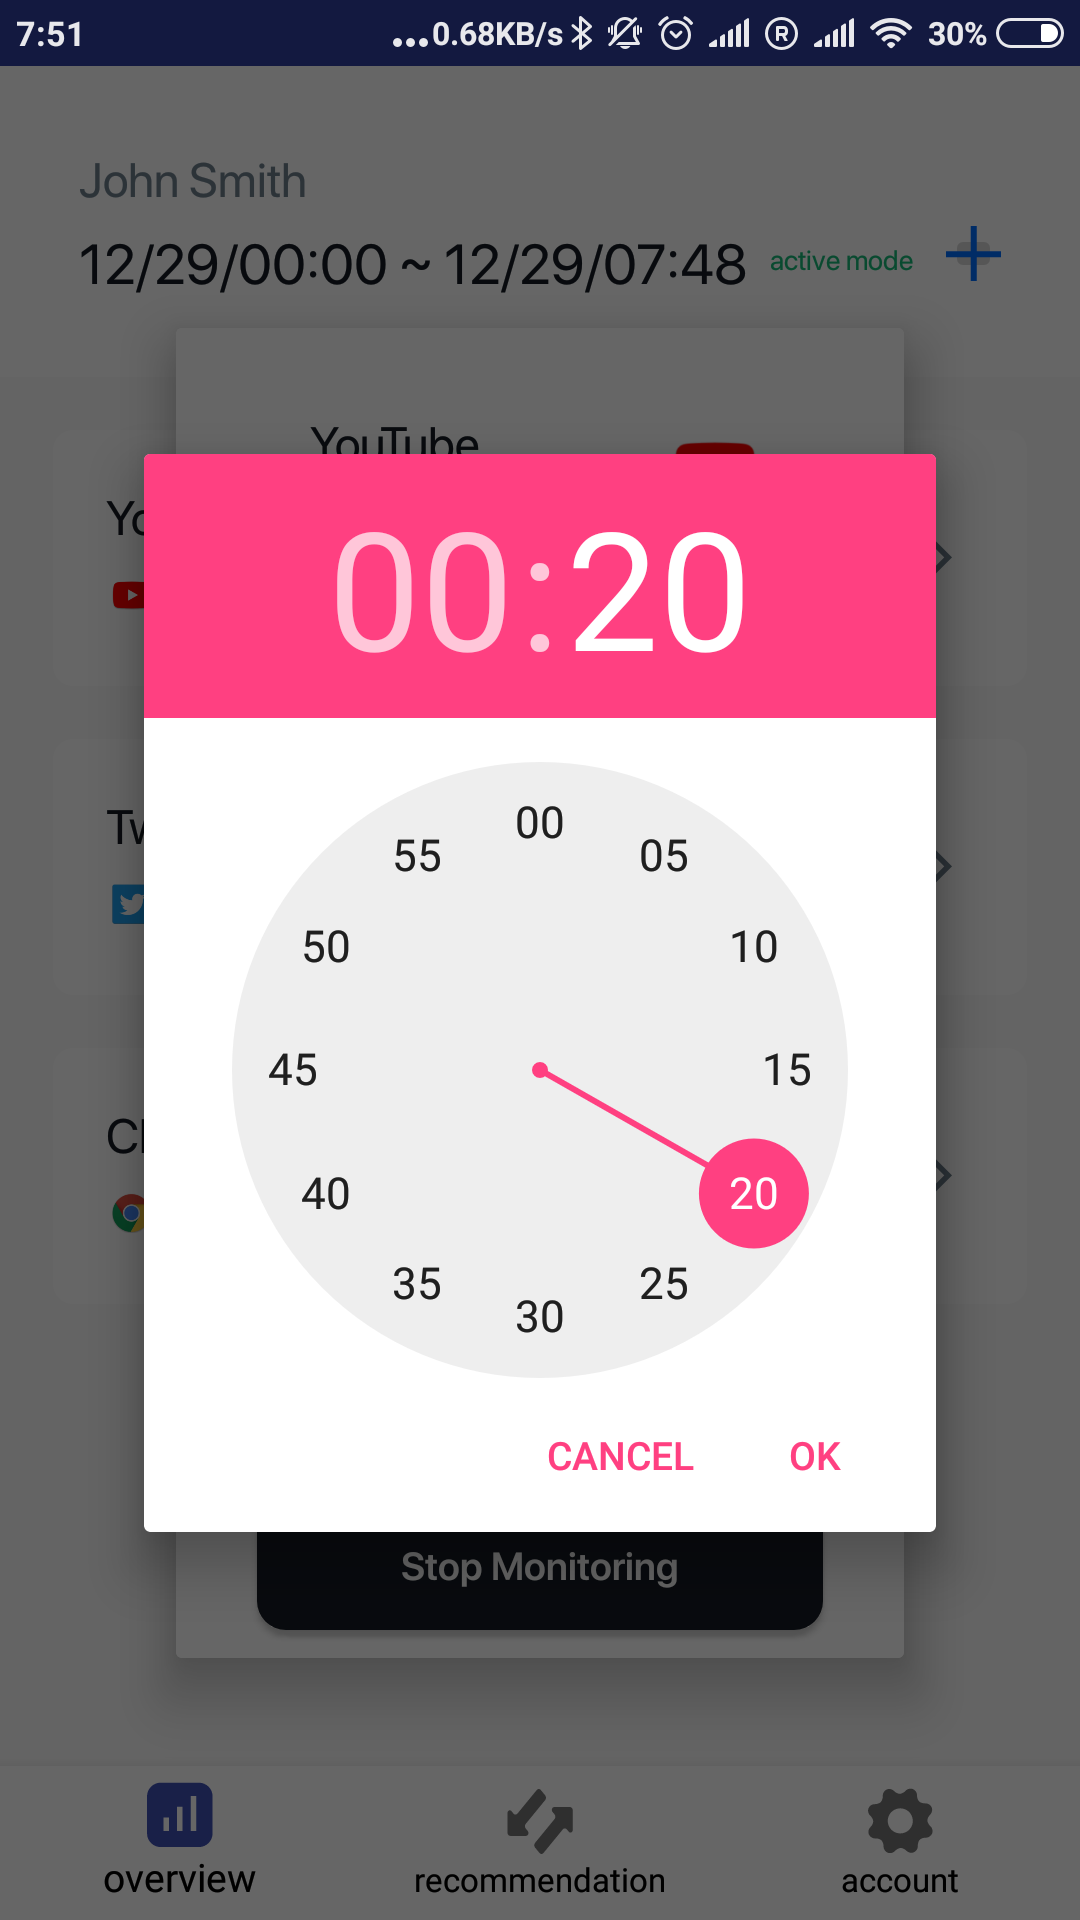 7:51 ...0.68KB/s R 30%
John Smith
12/29/00:00 ~ 12/29/07:48 active mode
YouTube
Yo
00:20
Tw
00
55 05
50 10
45 15
Ch
40 20
35 25
30
CANCEL OK
Stop Monitoring
overview recommendation account